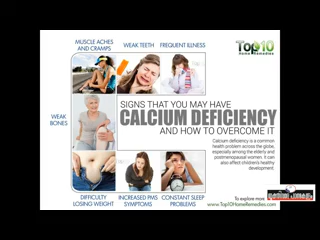 MUSCLE ACHES
AND CRAMPS
WEAK TEETH
FREQUENT ILLNESS
Top10
Home Remedies
WEAK
BONES
SIGNS THAT YOU MAY HAVE
CALCIUM DEFICIENCY
AND HOW TO OVERCOME IT
Calcium deficiency is a
common health problem
across the globe,
especially among the elderly and
postmenopausal women. It can
also affect children's healthy
development.
DIFFICULTY
LOSING WEIGHT
INCREASED PMS
SYMPTOMS
CONSTANT SLEEP
PROBLEMS
To explore more
www.Top10HomeRemedies.com